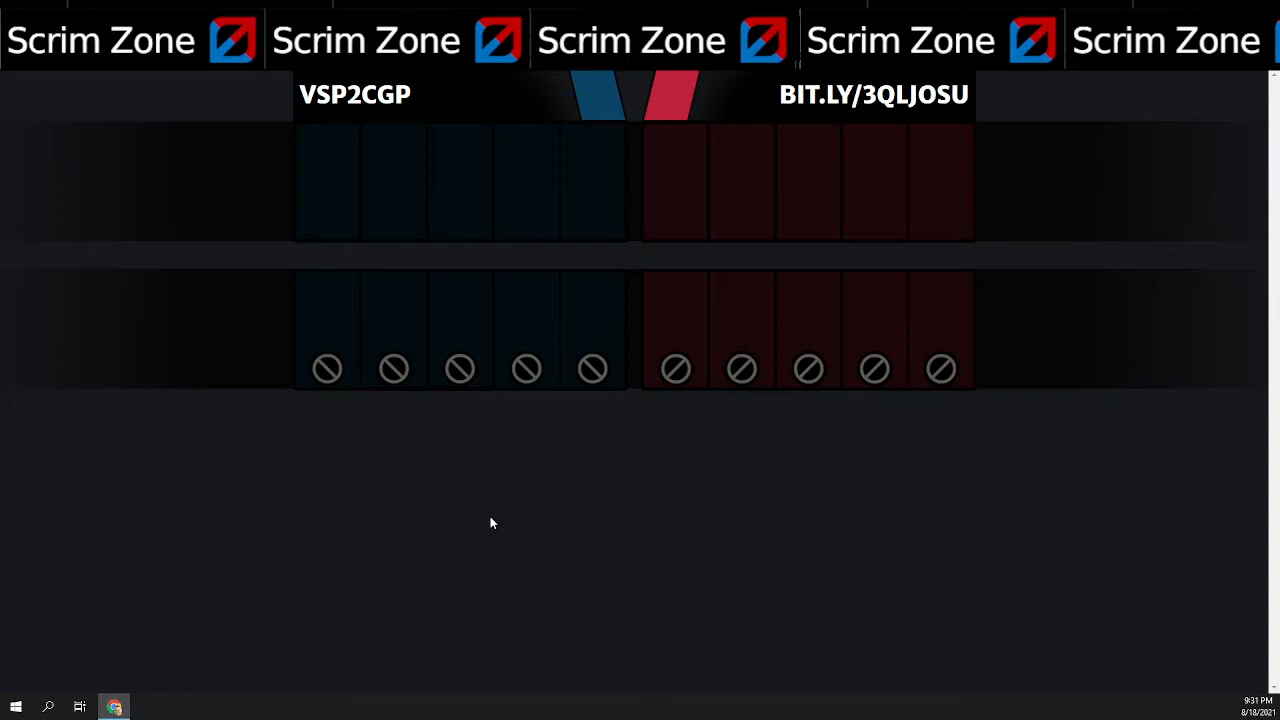 Scrim Zone Scrim Zone Scrim Zone Scrim Zone Scrim Zone
VSP2CGP BIT.LY/3QLJOSU
9:31 PM
8/18/2021